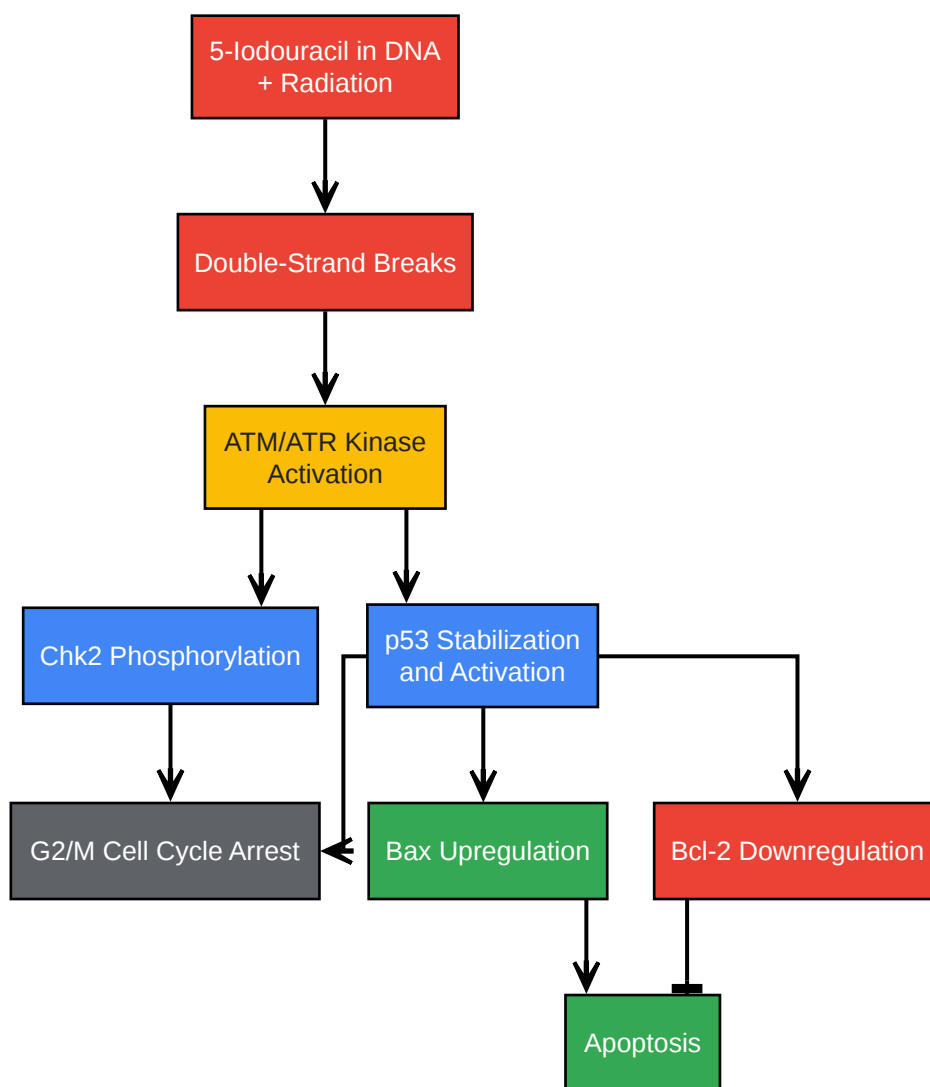 5-Iodouracil in DNA
+ Radiation
Double-Strand Breaks
ATM/ATR Kinase
Activation
Chk2 Phosphorylation
p53 Stabilization
and Activation
G2/M Cell Cycle Arrest
Bax Upregulation
Bcl-2 Downregulation
Apoptosis